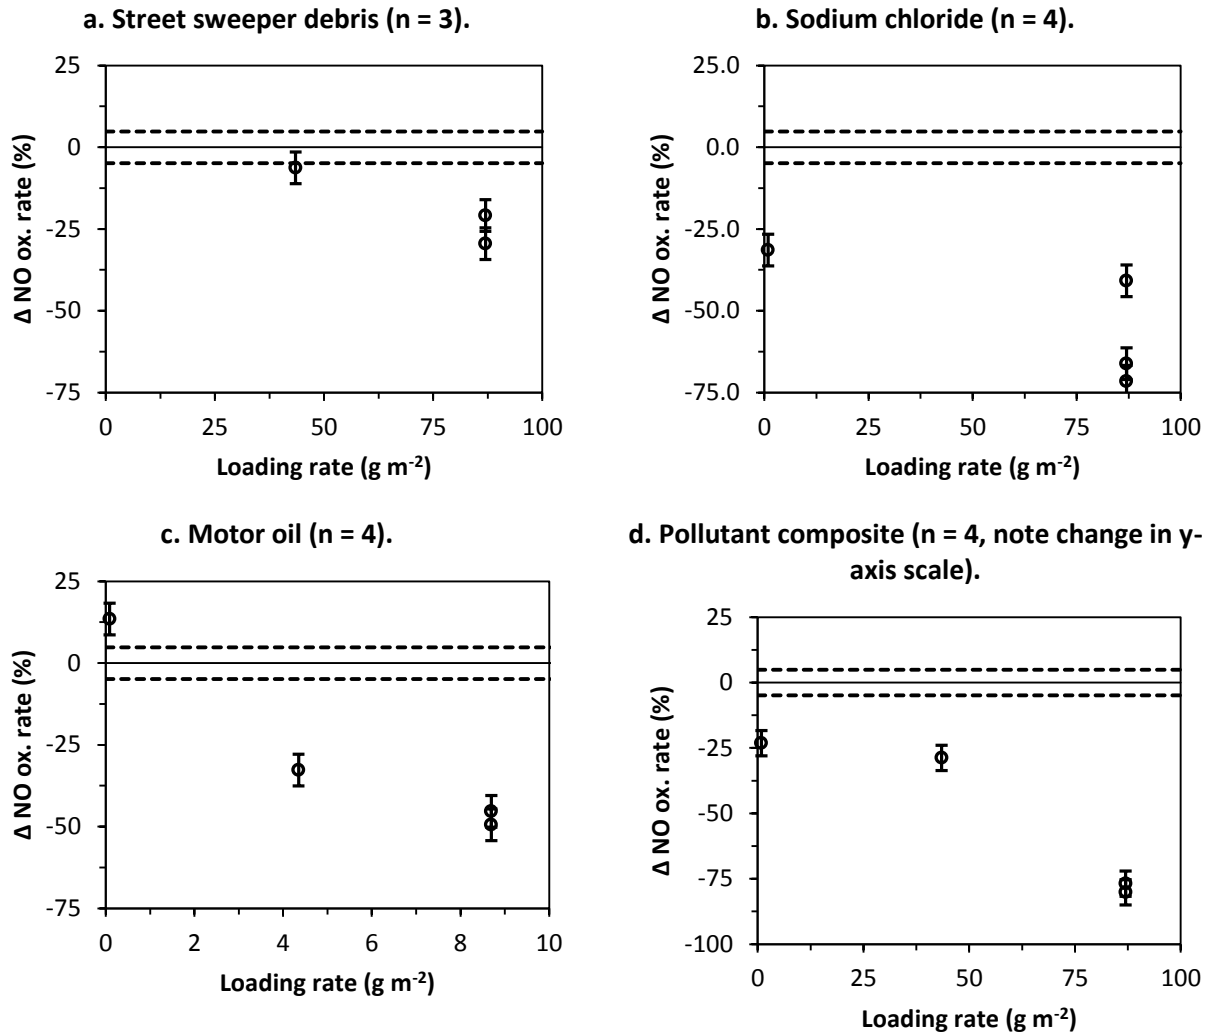 a. Street sweeper debris (n = 3).
25
0
-25
-50
-75
Δ NO ox. rate (%)
0 25 50 75 100
Loading rate (g m-2)
b. Sodium chloride (n = 4).
25.0
0.0
-25.0
-50.0
-75.0
Δ NO ox. rate (%)
0 25 50 75 100
Loading rate (g m-2)
c. Motor oil (n = 4).
25
0
-25
-50
-75
Δ NO ox. rate (%)
0 2 4 6 8 10
Loading rate (g m-2)
d. Pollutant composite (n = 4, note change in y-
axis scale).
25
0
-25
-50
-75
-100
Δ NO ox. rate (%)
0 25 50 75 100
Loading rate (g m-2)